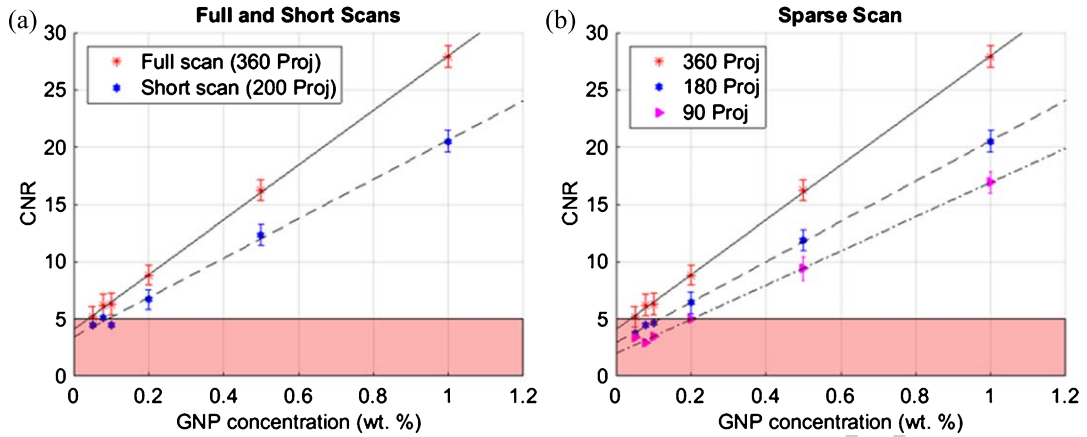 (a)
Full and Short Scans
30
25
20
15
10
5
0
CNR
Full scan (360 Proj)
Short scan (200 Proj)
0 0.2 0.4 0.6 0.8 1 1.2
GNP concentration (wt. %)
(b)
Sparse Scan
30
25
20
15
10
5
0
CNR
360 Proj
180 Proj
90 Proj
0 0.2 0.4 0.6 0.8 1 1.2
GNP concentration (wt. %)